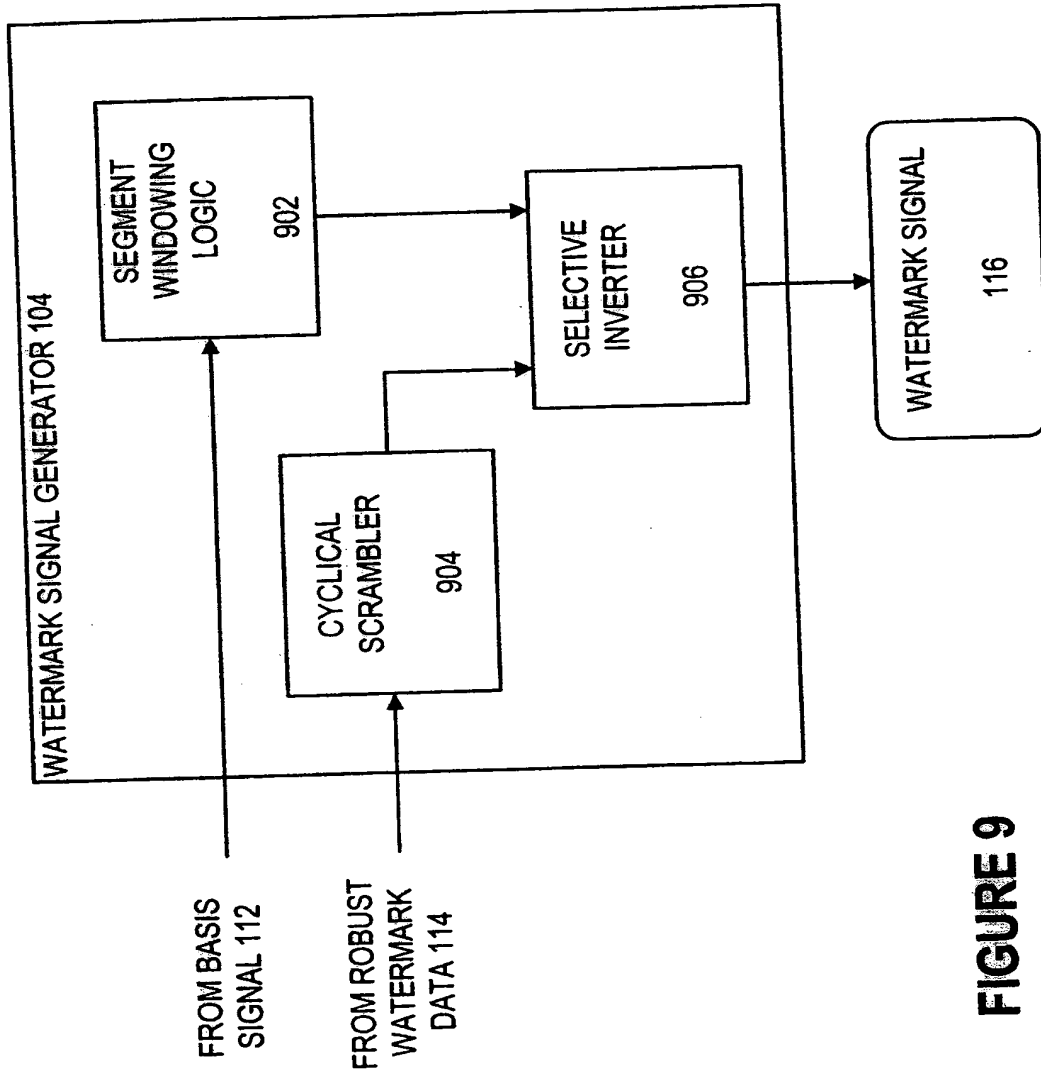 WATERMARK SIGNAL GENERATOR 104
FROM BASIS
SIGNAL 112
SEGMENT
WINDOWING
LOGIC
902
FROM ROBUST
WATERMARK
DATA 114
CYCLICAL
SCRAMBLER
904
SELECTIVE
INVERTER
906
WATERMARK SIGNAL
116
FIGURE 9